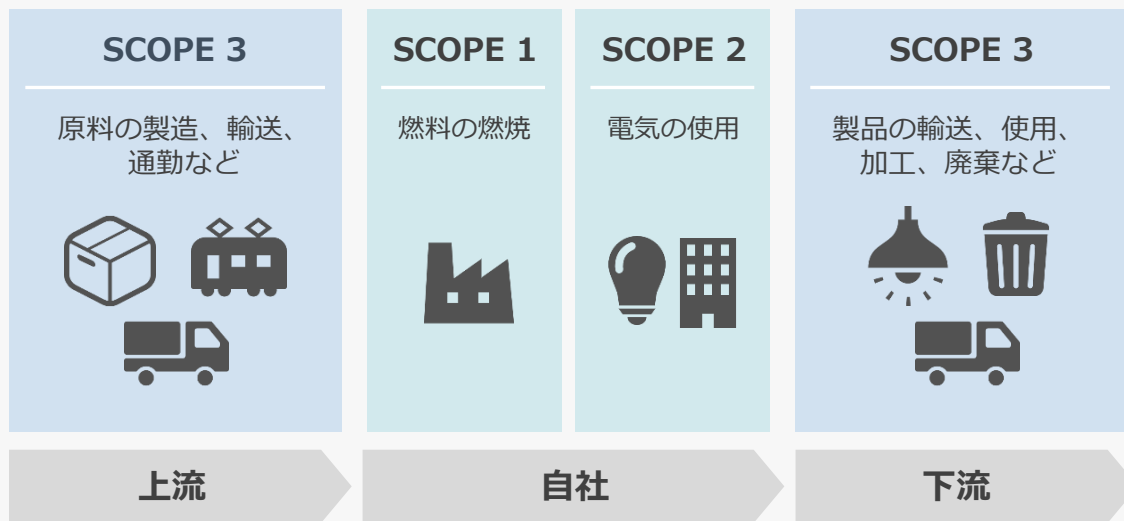 SCOPE 3
原料の製造、輸送、
通勤など
SCOPE 1
燃料の燃焼
SCOPE 2
電気の使用
SCOPE 3
製品の輸送、使用、
加工、廃棄など
上流
自社
下流